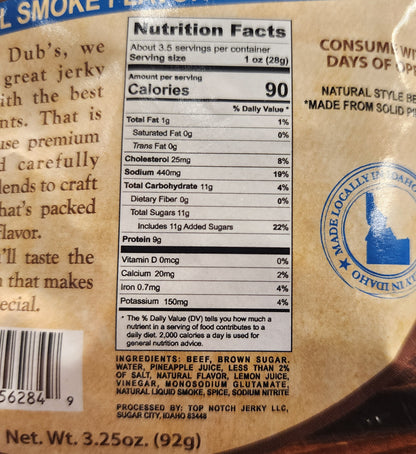 L SMOKE FLAVOR
Dub's, we
great jerky
ith the best
nts. That is
use premium
d carefully
lends to craft
hat's packed
flavor.
'll taste the
n that makes
ecial.
56284 9
Net. Wt. 3.25oz. (92g)
Nutrition Facts
About 3.5 servings per container
Serving size 1 oz (28g)
Amount per serving
Calories 90
% Daily Value *
Total Fat 1g 1%
Saturated Fat 0g 0%
Trans Fat 0g
Cholesterol 25mg 8%
Sodium 440mg 19%
Total Carbohydrate 11g 4%
Dietary Fiber 0g 0%
Total Sugars 11g
Includes 11g Added Sugars 22%
Protein 9g
Vitamin D 0mcg 0%
Calcium 20mg 2%
Iron 0.7mg 4%
Potassium 150mg 4%
* The % Daily Value (DV) tells you how much a
nutrient in a serving of food contributes to a
daily diet. 2,000 calories a day is used for
general nutrition advice.
INGREDIENTS: BEEF, BROWN SUGAR,
WATER, PINEAPPLE JUICE, LESS THAN 2%
OF SALT, NATURAL FLAVOR, LEMON JUICE,
VINEGAR, MONOSODIUM GLUTAMATE,
NATURAL LIQUID SMOKE, SPICE, SODIUM NITRITE
PROCESSED BY: TOP NOTCH JERKY LLC,
SUGAR CITY, IDAHO 83448
CONSUME WI
DAYS OF OPE
NATURAL STYLE BE
*MADE FROM SOLID PI
MADE LOCALLY IN IDAHO
LY IN IDAHO